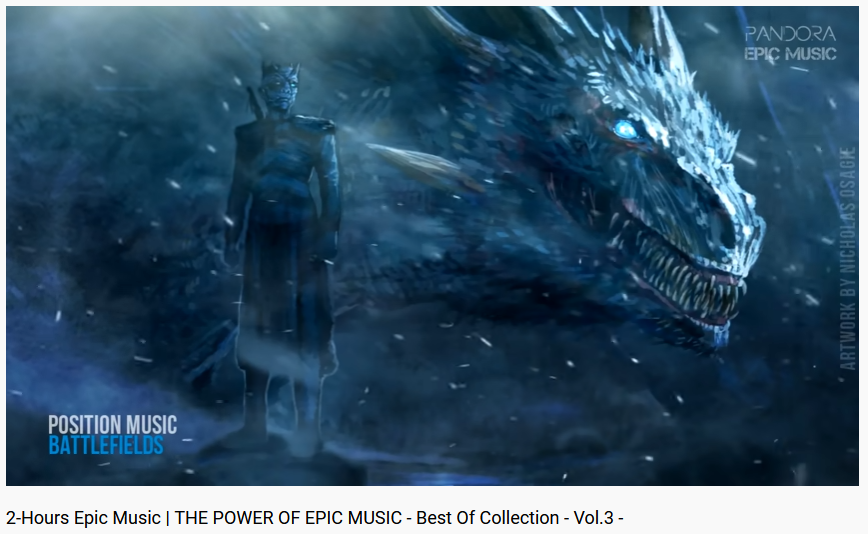 PANDORA
EPIC MUSIC
ARTWORK BY NICHOLAS OSAGIE
POSITION MUSIC
BATTLEFIELDS
2-Hours Epic Music | THE POWER OF EPIC MUSIC - Best Of Collection - Vol.3 -